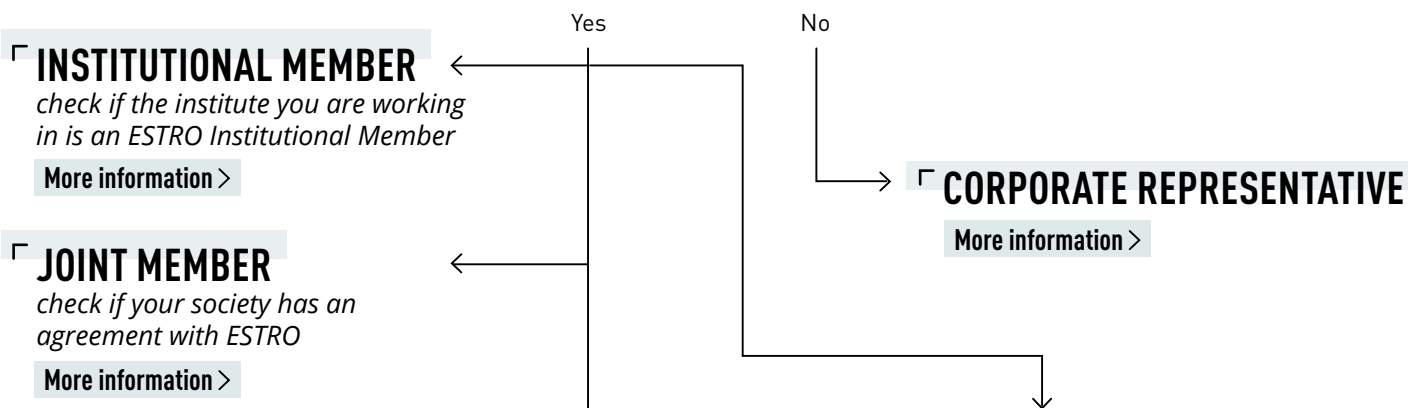 Yes
No
INSTITUTIONAL MEMBER
check if the institute you are working
in is an ESTRO Institutional Member
More information >
CORPORATE REPRESENTATIVE
More information >
JOINT MEMBER
check if your society has an
agreement with ESTRO
More information >